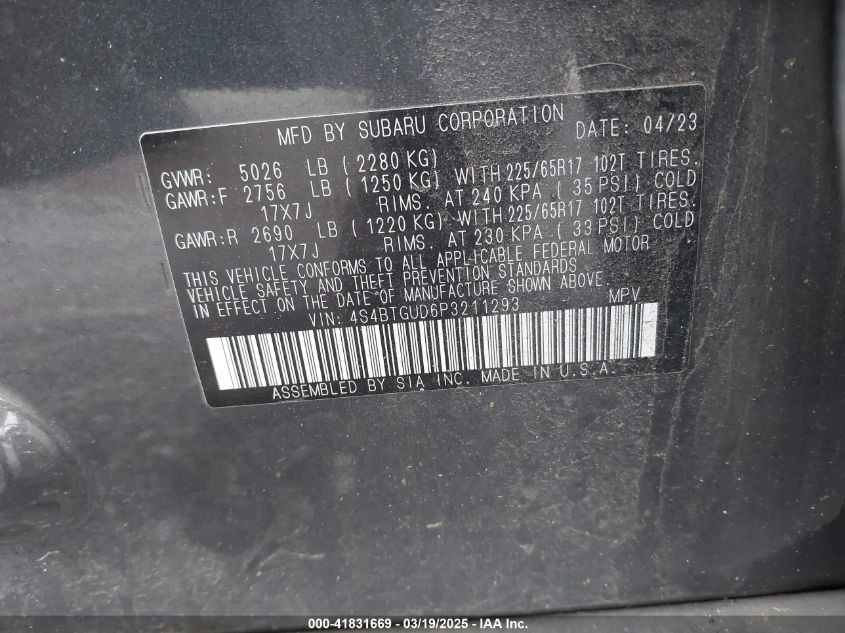 MFD BY SUBARU CORPORATION DATE: 04/23
GVWR: 5026 LB (2280 KG)
GAWR:F 2756 LB (1250 KG) WITH 225/65R17 102T TIRES.
17X7J RIMS. AT 240 KPA (35 PSI) COLD
GAWR:R 2690 LB (1220 KG) WITH 225/65R17 102T TIRES.
17X7J RIMS. AT 230 KPA (33 PSI) COLD
THIS VEHICLE CONFORMS TO ALL APPLICABLE FEDERAL MOTOR
VEHICLE SAFETY AND THEFT PREVENTION STANDARDS
IN EFFECT ON THE DATE OF MANUFACTURE SHOWN ABOVE.
VIN: 4S4BTGUD6P3211293 MPV
ASSEMBLED BY SIA INC. MADE IN U.S.A.
000-41831669 - 03/19/2025 - IAA Inc.